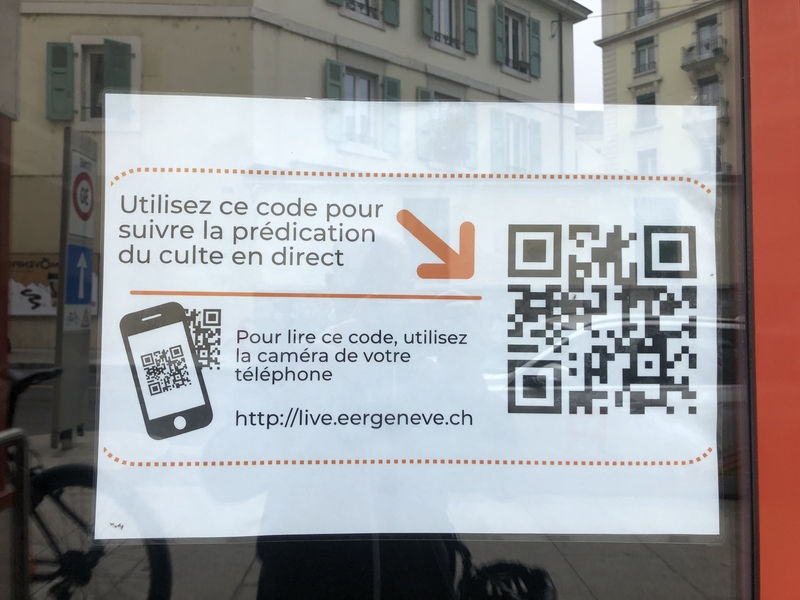 Utilisez ce code pour
suivre la prédication
du culte en direct
Pour lire ce code, utilisez
la caméra de votre
téléphone
http://live.eergeneve.ch